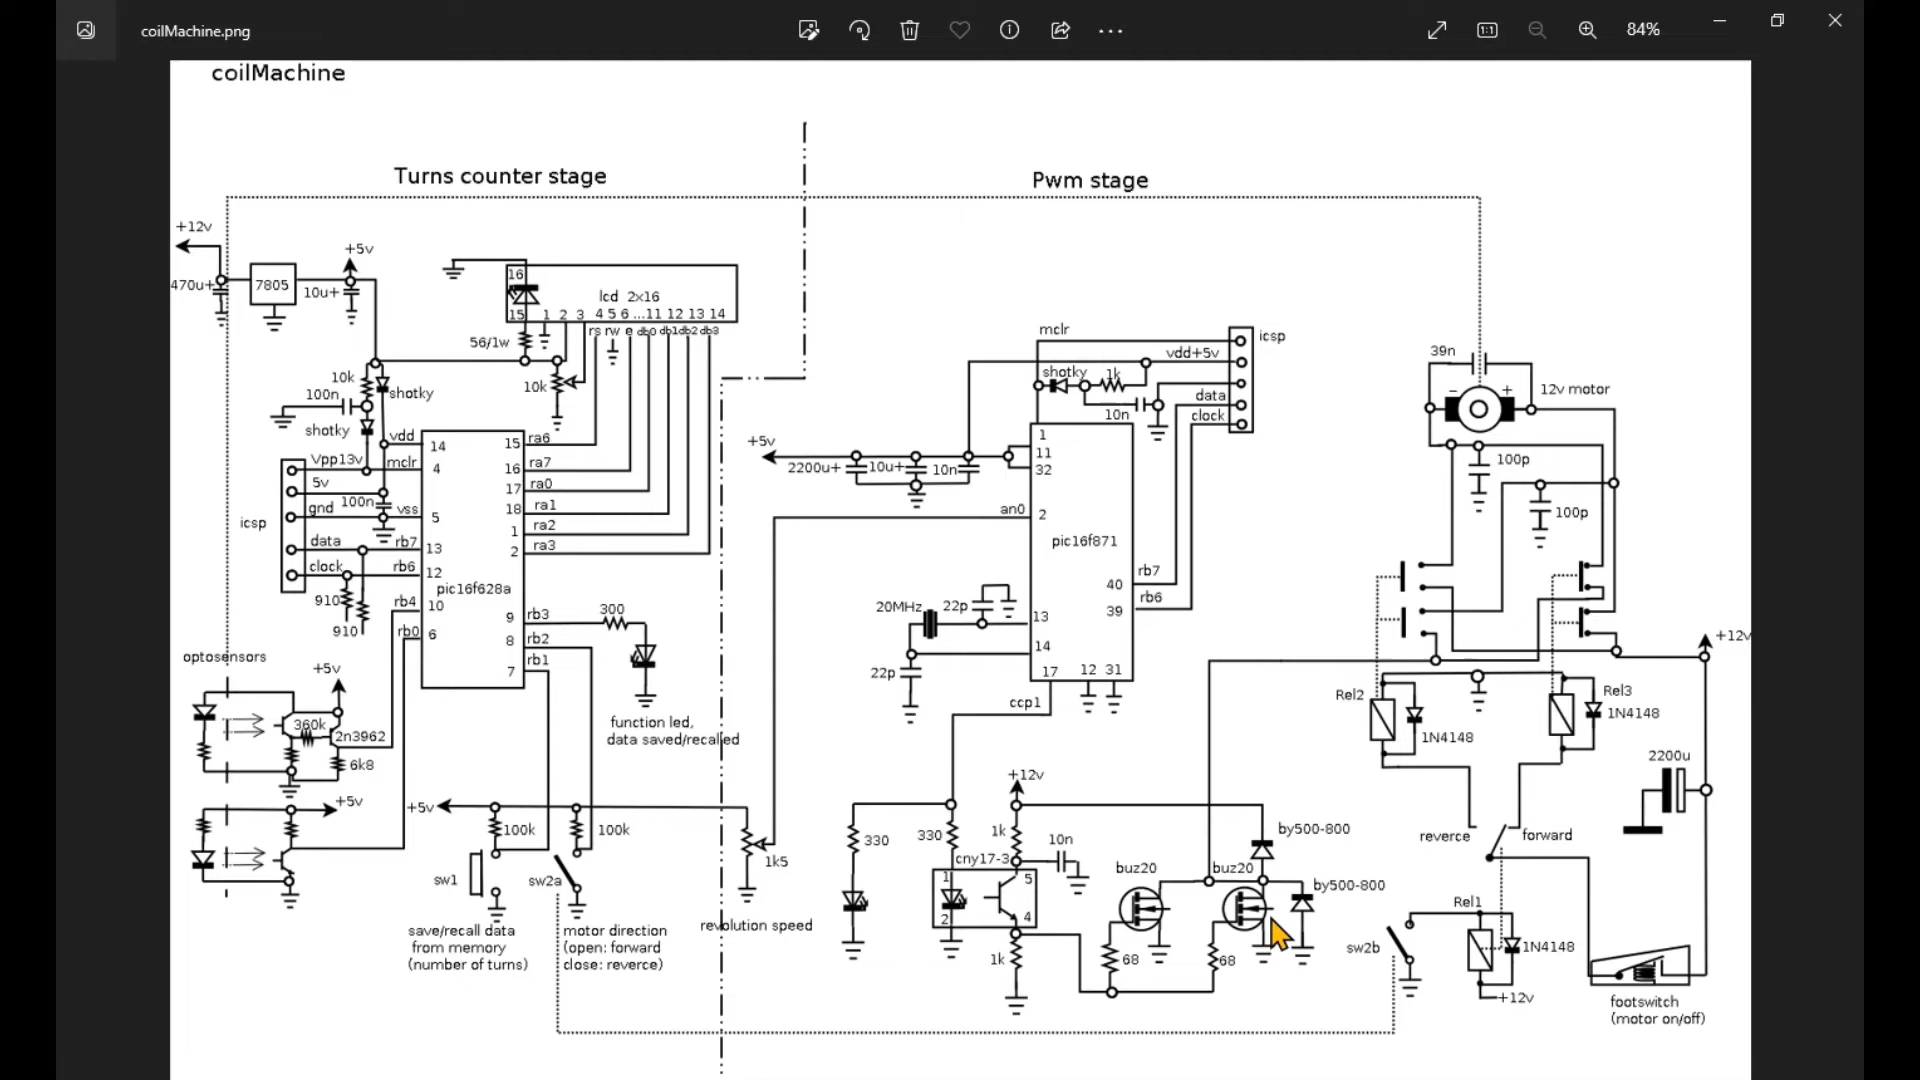 coilMachine.png
84%
coilMachine
Turns counter stage
Pwm stage
+12v
+5v
470u+
7805
10u+
16
lcd 2x16
15 1 2 3 4 5 6 ...11 12 13 14
rs rw e dbo db1 db2 db3
56/1w
10k
10k
100n
shotky
shotky
vdd
14
Vpp13v
mclr
4
5v
100n
gnd
vss
5
icsp
data
rb7
13
clock
rb6
12
pic16f628a
910
910
rb4
10
rb0
6
15 ra6
16 ra7
17 ra0
18 ra1
1 ra2
2 ra3
9 rb3
300
8 rb2
7 rb1
function led,
data saved/recalled
optosensors
+5v
360k
2n3962
6k8
+5v
+5v
100k
100k
sw1
sw2a
1k5
save/recall data
from memory
(number of turns)
motor direction
(open: forward
close: reverce)
revolution speed
mclr
icsp
vdd+5v
shotky
1k
data
10n
clock
+5v
2200u+
10u+
10n
1
11
32
an0
2
pic16f871
40
rb7
39
rb6
20MHz
22p
13
14
22p
17
12 31
ccp1
+12v
330
330
1k
cny17-3
10n
1
5
2
4
1k
buz20
buz20
by500-800
by500-800
68
68
39n
- +
12v motor
100p
100p
+12v
Rel2
Rel3
1N4148
1N4148
2200u
reverce
forward
Rel1
sw2b
1N4148
+12v
footswitch
(motor on/off)